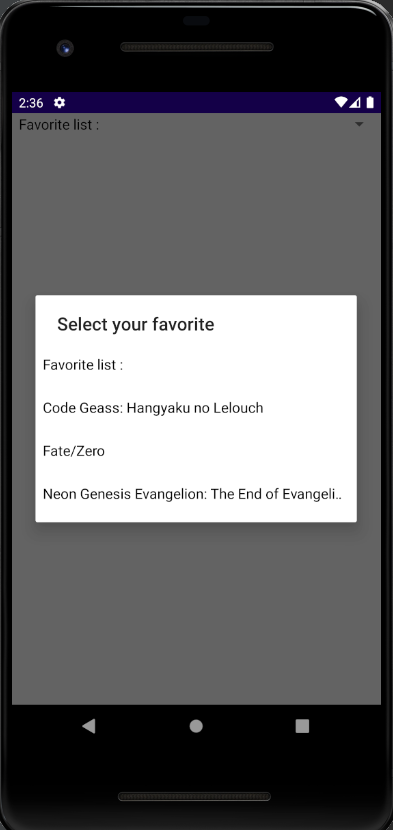 2:36
Favorite list :
Select your favorite
Favorite list :
Code Geass: Hangyaku no Lelouch
Fate/Zero
Neon Genesis Evangelion: The End of Evangeli..